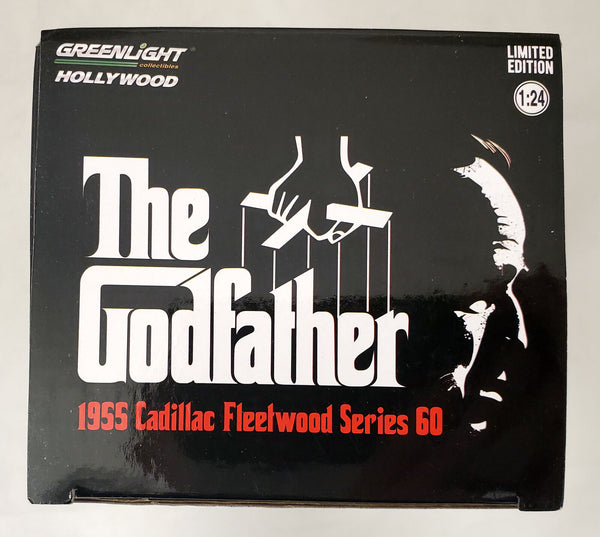 GREENLIGHT
collectibles
HOLLYWOOD
LIMITED
EDITION
1:24
The
Godfather
1955 Cadillac Fleetwood Series 60